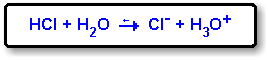 HCl + H₂O ⇄ Cl⁻ + H₃O⁺